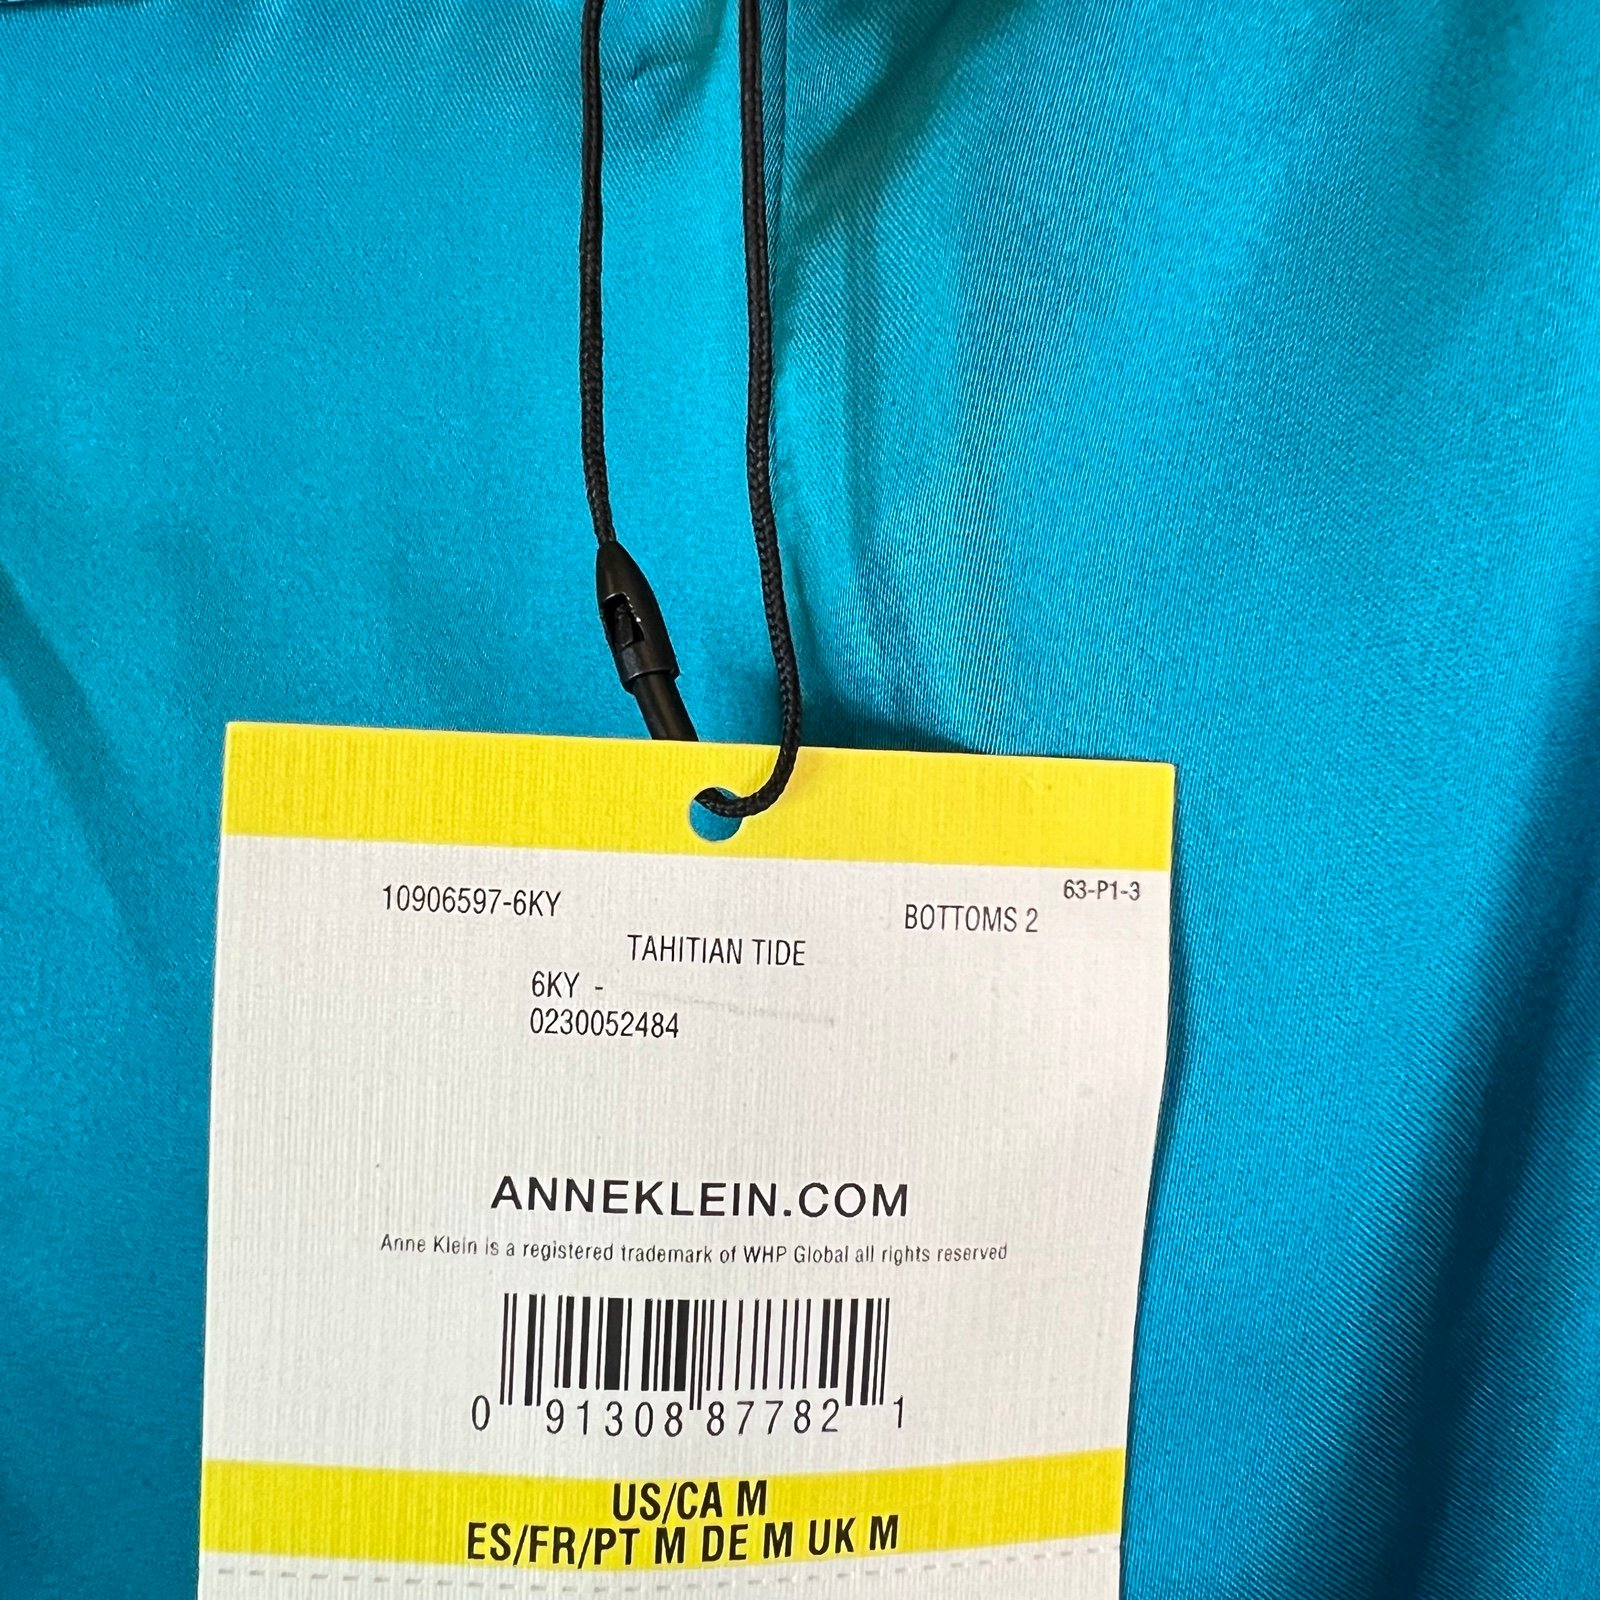 63-P1-3
10906597-6KY BOTTOMS 2
TAHITIAN TIDE
6KY -
0230052484
ANNEKLEIN.COM
Anne Klein is a registered trademark of WHP Global all rights reserved
0 91308 87782 1
US/CA M
ES/FR/PT M DE M UK M